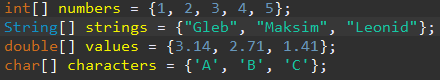 int[] numbers = {1, 2, 3, 4, 5};
String[] strings = {"Gleb", "Maksim", "Leonid"};
double[] values = {3.14, 2.71, 1.41};
char[] characters = {'A', 'B', 'C'};